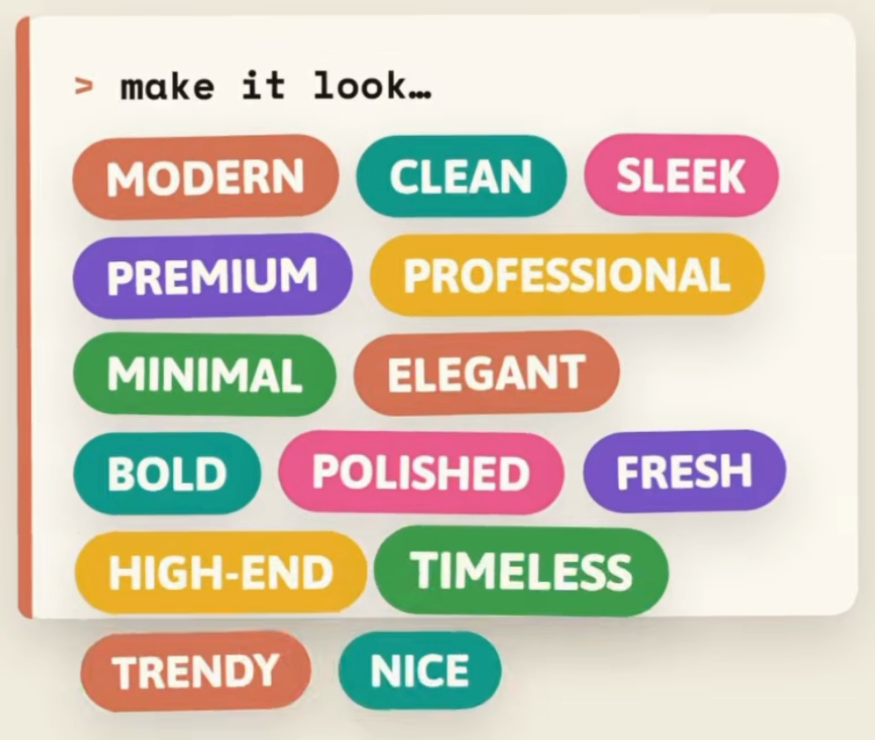 > make it look…
MODERN CLEAN SLEEK
PREMIUM PROFESSIONAL
MINIMAL ELEGANT
BOLD POLISHED FRESH
HIGH-END TIMELESS
TRENDY NICE